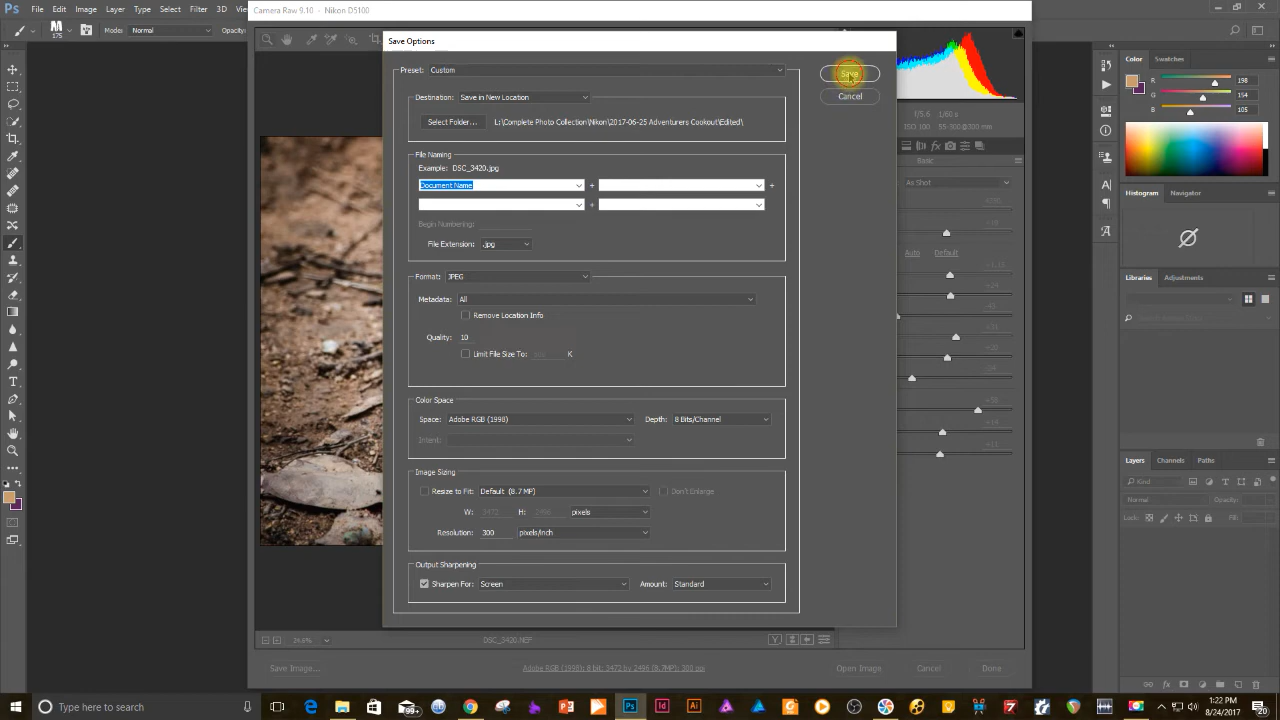 Camera Raw 9.10 - Nikon D5100
Ps File Edit Image Layer Type Select Filter 3D
175 Mode: Normal
Save Options
Preset: Custom
Save
Cancel
Destination: Save in New Location
Select Folder... L:\Complete Photo Collection\Nikon\2017-06-25 Adventurers Cookout\Edited\
File Naming
Example: DSC_3420.jpg
Document Name + +
+
Begin Numbering:
File Extension: .jpg
Format: JPEG
Metadata: All
Remove Location Info
Quality: 10
Limit File Size To: K
Color Space
Space: Adobe RGB (1998) Depth: 8 Bits/Channel
Intent:
Image Sizing
Resize to Fit: Default (8.7 MP) Don't Enlarge
W: 3472 H: pixels
Resolution: 300 pixels/inch
Output Sharpening
Sharpen For: Screen Amount: Standard
f/5.6 1/60 s
ISO 100 55-300@300 mm
Basic
As Shot
Auto Default
+24
+31
Color Swatches
R 198
G 154
B 105
Histogram Navigator
Libraries Adjustments
Layers Channels Paths
Kind
Normal Opacity:
Lock: Fill:
DSC_3420.NEF
Save Image... Adobe RGB (1998); 8 bit; 3472 by 2496 (8.7MP); 300 ppi Open Image Cancel Done
Type here to search
99+
1:22 PM
8/24/2017